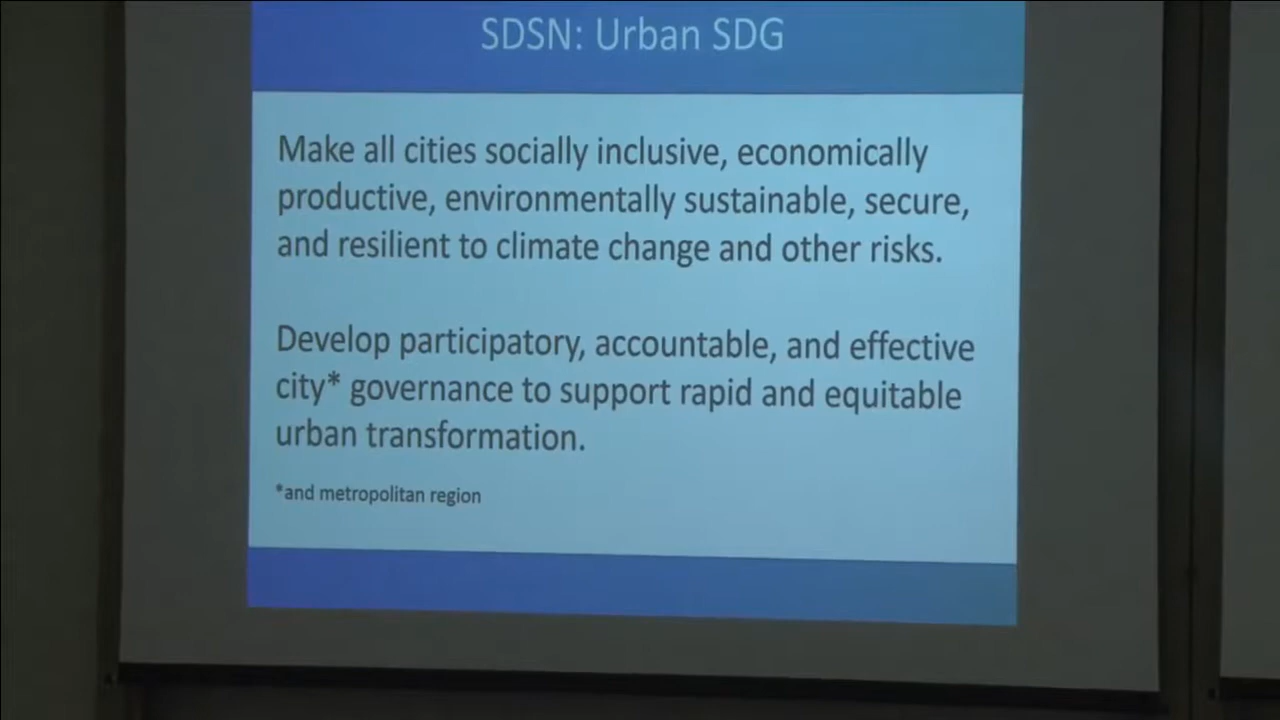 SDSN: Urban SDG
Make all cities socially inclusive, economically
productive, environmentally sustainable, secure,
and resilient to climate change and other risks.
Develop participatory, accountable, and effective
city* governance to support rapid and equitable
urban transformation.
*and metropolitan region